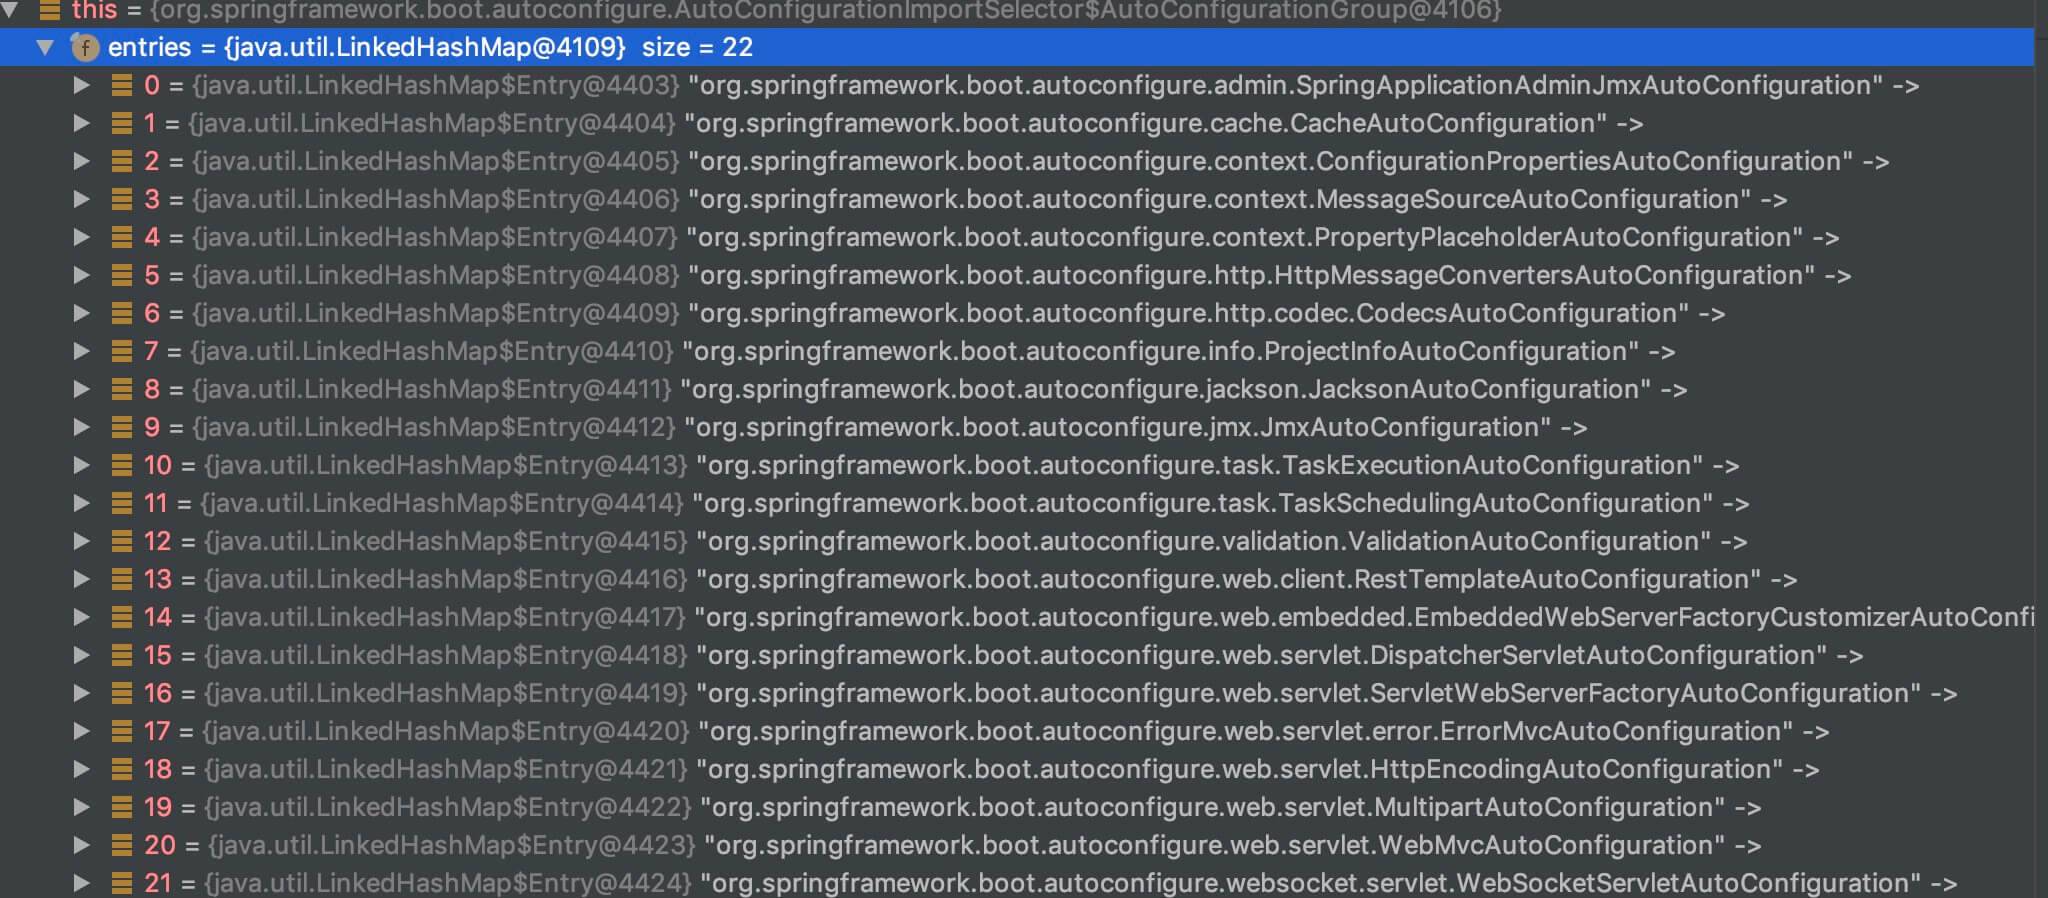 this = {org.springframework.boot.autoconfigure.AutoConfigurationImportSelector$AutoConfigurationGroup@4106}
f entries = {java.util.LinkedHashMap@4109} size = 22
0 = {java.util.LinkedHashMap$Entry@4403} "org.springframework.boot.autoconfigure.admin.SpringApplicationAdminJmxAutoConfiguration" ->
1 = {java.util.LinkedHashMap$Entry@4404} "org.springframework.boot.autoconfigure.cache.CacheAutoConfiguration" ->
2 = {java.util.LinkedHashMap$Entry@4405} "org.springframework.boot.autoconfigure.context.ConfigurationPropertiesAutoConfiguration" ->
3 = {java.util.LinkedHashMap$Entry@4406} "org.springframework.boot.autoconfigure.context.MessageSourceAutoConfiguration" ->
4 = {java.util.LinkedHashMap$Entry@4407} "org.springframework.boot.autoconfigure.context.PropertyPlaceholderAutoConfiguration" ->
5 = {java.util.LinkedHashMap$Entry@4408} "org.springframework.boot.autoconfigure.http.HttpMessageConvertersAutoConfiguration" ->
6 = {java.util.LinkedHashMap$Entry@4409} "org.springframework.boot.autoconfigure.http.codec.CodecsAutoConfiguration" ->
7 = {java.util.LinkedHashMap$Entry@4410} "org.springframework.boot.autoconfigure.info.ProjectInfoAutoConfiguration" ->
8 = {java.util.LinkedHashMap$Entry@4411} "org.springframework.boot.autoconfigure.jackson.JacksonAutoConfiguration" ->
9 = {java.util.LinkedHashMap$Entry@4412} "org.springframework.boot.autoconfigure.jmx.JmxAutoConfiguration" ->
10 = {java.util.LinkedHashMap$Entry@4413} "org.springframework.boot.autoconfigure.task.TaskExecutionAutoConfiguration" ->
11 = {java.util.LinkedHashMap$Entry@4414} "org.springframework.boot.autoconfigure.task.TaskSchedulingAutoConfiguration" ->
12 = {java.util.LinkedHashMap$Entry@4415} "org.springframework.boot.autoconfigure.validation.ValidationAutoConfiguration" ->
13 = {java.util.LinkedHashMap$Entry@4416} "org.springframework.boot.autoconfigure.web.client.RestTemplateAutoConfiguration" ->
14 = {java.util.LinkedHashMap$Entry@4417} "org.springframework.boot.autoconfigure.web.embedded.EmbeddedWebServerFactoryCustomizerAutoConfi
15 = {java.util.LinkedHashMap$Entry@4418} "org.springframework.boot.autoconfigure.web.servlet.DispatcherServletAutoConfiguration" ->
16 = {java.util.LinkedHashMap$Entry@4419} "org.springframework.boot.autoconfigure.web.servlet.ServletWebServerFactoryAutoConfiguration" ->
17 = {java.util.LinkedHashMap$Entry@4420} "org.springframework.boot.autoconfigure.web.servlet.error.ErrorMvcAutoConfiguration" ->
18 = {java.util.LinkedHashMap$Entry@4421} "org.springframework.boot.autoconfigure.web.servlet.HttpEncodingAutoConfiguration" ->
19 = {java.util.LinkedHashMap$Entry@4422} "org.springframework.boot.autoconfigure.web.servlet.MultipartAutoConfiguration" ->
20 = {java.util.LinkedHashMap$Entry@4423} "org.springframework.boot.autoconfigure.web.servlet.WebMvcAutoConfiguration" ->
21 = {java.util.LinkedHashMap$Entry@4424} "org.springframework.boot.autoconfigure.websocket.servlet.WebSocketServletAutoConfiguration" ->